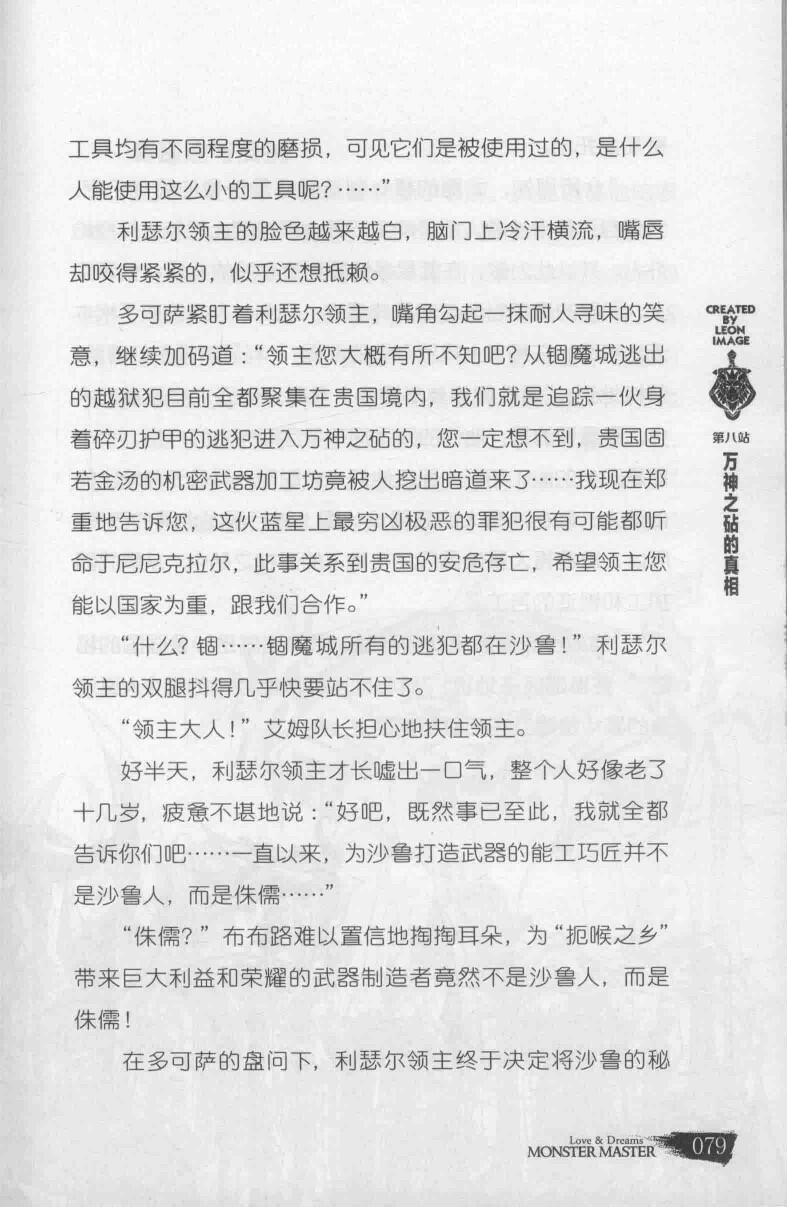 工具均有不同程度的磨损，可见它们是被使用过的，是什么
人能使用这么小的工具呢？……”
利瑟尔领主的脸色越来越白，脑门上冷汗横流，嘴唇
却咬得紧紧的，似乎还想抵赖。
多可萨紧盯着利瑟尔领主，嘴角勾起一抹耐人寻味的笑
意，继续加码道：“领主您大概有所不知吧？从锢魔城逃出
的越狱犯目前全都聚集在贵国境内，我们就是追踪一伙身
着碎刃护甲的逃犯进入万神之砧的，您一定想不到，贵国固
若金汤的机密武器加工坊竟被人挖出暗道来了……我现在郑
重地告诉您，这伙蓝星上最穷凶极恶的罪犯很有可能都听
命于尼尼克拉尔，此事关系到贵国的安危存亡，希望领主您
能以国家为重，跟我们合作。”
“什么？锢……锢魔城所有的逃犯都在沙鲁！”利瑟尔
领主的双腿抖得几乎快要站不住了。
“领主大人！”艾姆队长担心地扶住领主。
好半天，利瑟尔领主才长嘘出一口气，整个人好像老了
十几岁，疲惫不堪地说：“好吧，既然事已至此，我就全都
告诉你们吧……一直以来，为沙鲁打造武器的能工巧匠并不
是沙鲁人，而是侏儒……”
“侏儒？”布布路难以置信地掏掏耳朵，为“扼喉之乡”
带来巨大利益和荣耀的武器制造者竟然不是沙鲁人，而是
侏儒！
在多可萨的盘问下，利瑟尔领主终于决定将沙鲁的秘
CREATED
BY
LEON
IMAGE
第八站
万神之砧的真相
Love & Dreams
MONSTER MASTER
079